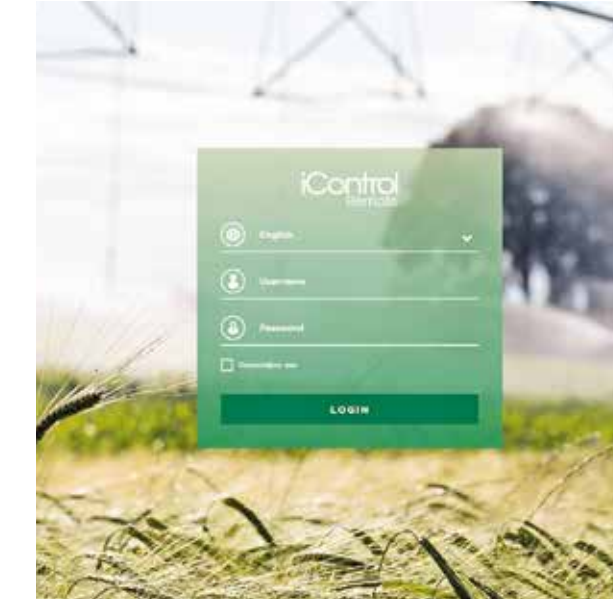 iControl
Remote
English
Username
Password
Remember me
LOGIN